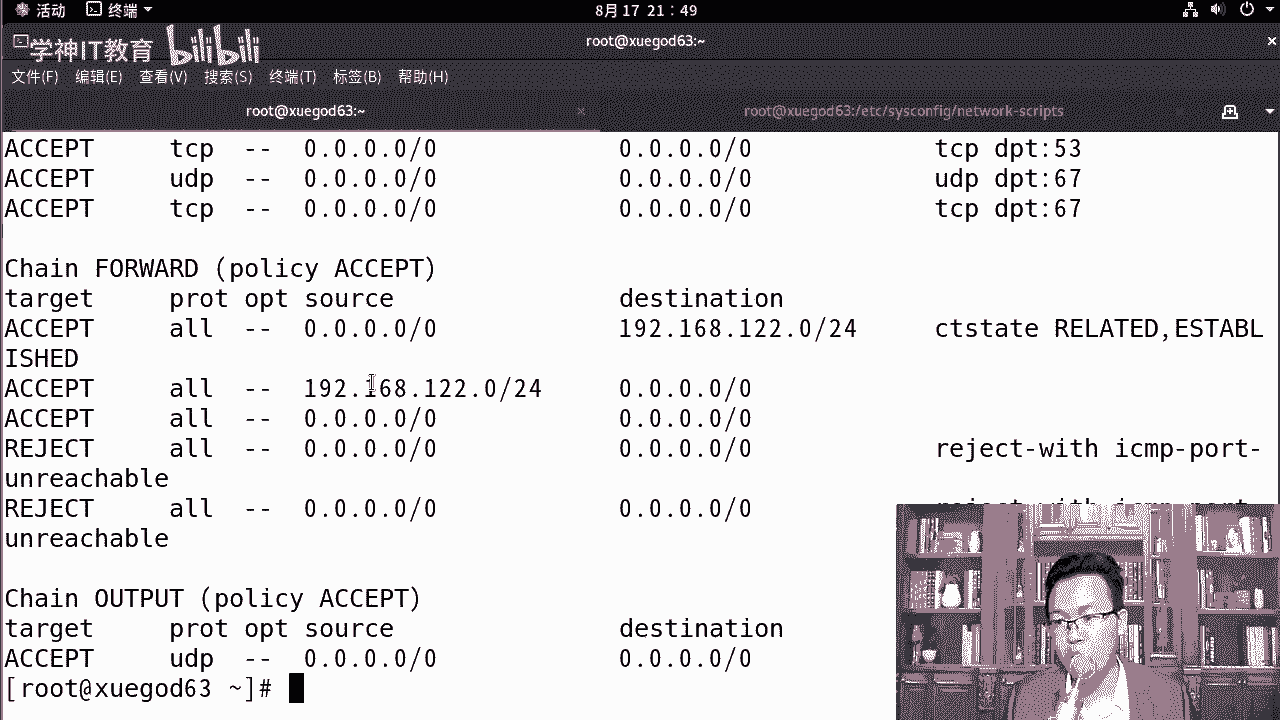 活动 终端 8月17 21:49
学神IT教育 bilibili
root@xuegod63:~
文件(F) 编辑(E) 查看(V) 搜索(S) 终端(T) 标签(B) 帮助(H)
root@xuegod63:~ × root@xuegod63:/etc/sysconfig/network-scripts
ACCEPT tcp -- 0.0.0.0/0 0.0.0.0/0 tcp dpt:53
ACCEPT udp -- 0.0.0.0/0 0.0.0.0/0 udp dpt:67
ACCEPT tcp -- 0.0.0.0/0 0.0.0.0/0 tcp dpt:67
Chain FORWARD (policy ACCEPT)
target prot opt source destination
ACCEPT all -- 0.0.0.0/0 192.168.122.0/24 ctstate RELATED,ESTABL
ISHED
ACCEPT all -- 192.168.122.0/24 0.0.0.0/0
ACCEPT all -- 0.0.0.0/0 0.0.0.0/0
REJECT all -- 0.0.0.0/0 0.0.0.0/0 reject-with icmp-port-
unreachable
REJECT all -- 0.0.0.0/0 0.0.0.0/0
unreachable
Chain OUTPUT (policy ACCEPT)
target prot opt source destination
ACCEPT udp -- 0.0.0.0/0 0.0.0.0/0
[root@xuegod63 ~]#